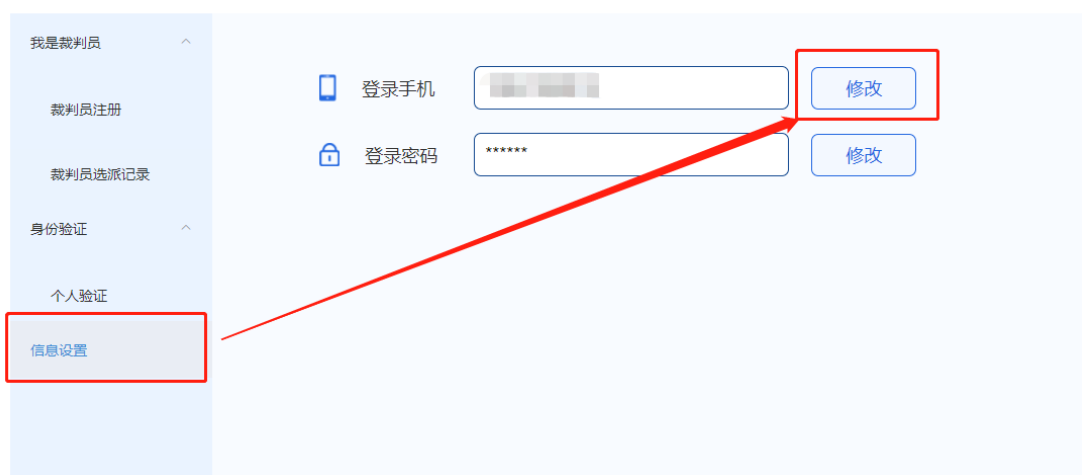 我是裁判员
裁判员注册
裁判员选派记录
身份验证
个人验证
信息设置
登录手机
修改
登录密码
******
修改